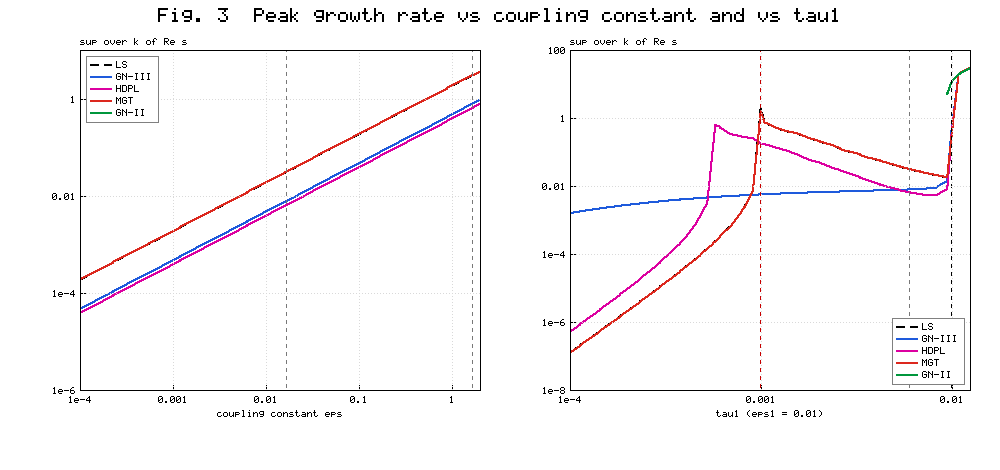 Fig. 3  Peak growth rate vs coupling constant and vs tau1
sup over k of Re s
LS
GN-III
HDPL
MGT
GN-II
1
0.01
1e-4
1e-6
1e-4
0.001
0.01
0.1
1
coupling constant eps
sup over k of Re s
100
1
0.01
1e-4
1e-6
1e-8
LS
GN-III
HDPL
MGT
GN-II
1e-4
0.001
0.01
tau1 (eps1 = 0.01)